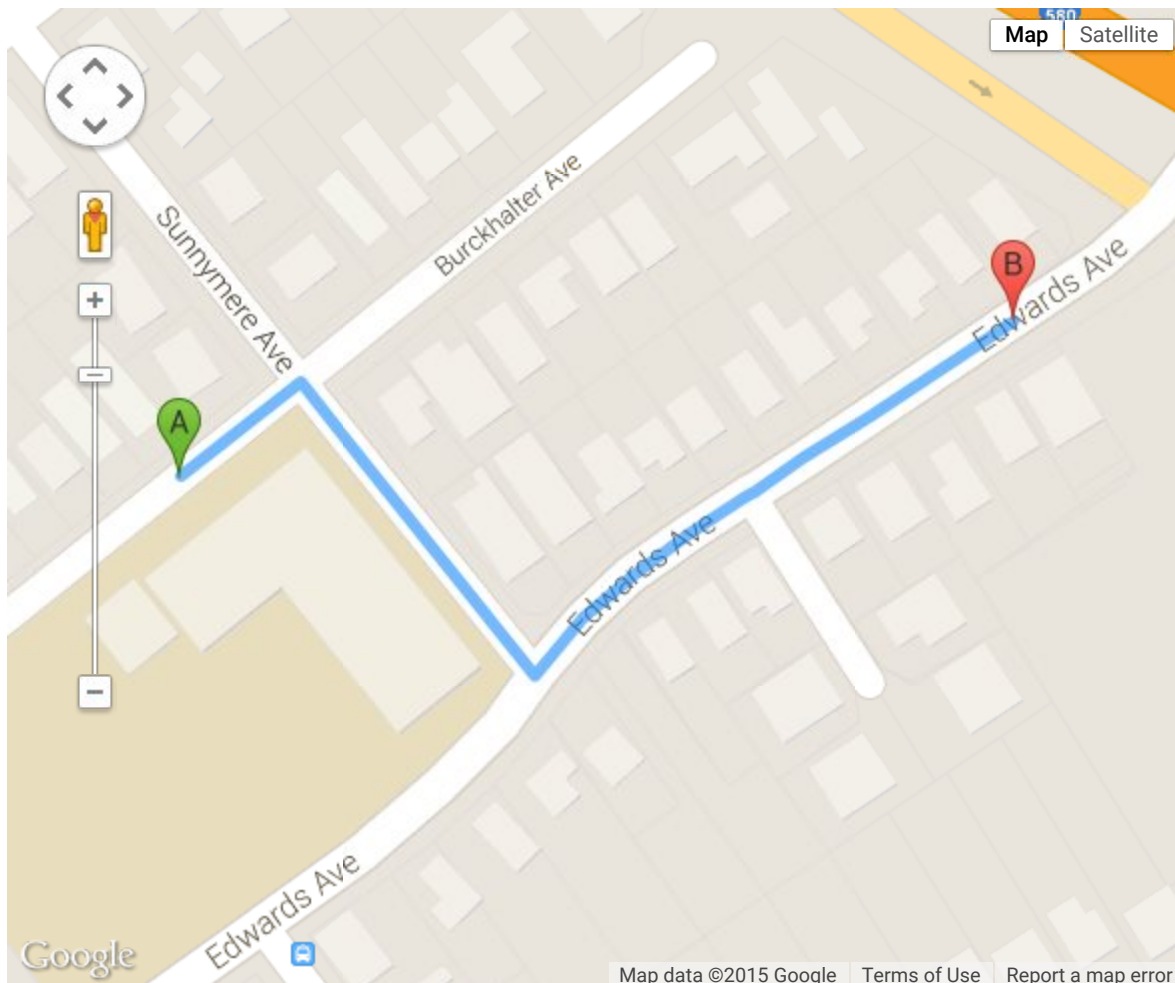 580
Map Satellite
Sunnymere Ave
Burckhalter Ave
B
Edwards Ave
A
Edwards Ave
Edwards Ave
Google
Map data ©2015 Google Terms of Use Report a map error